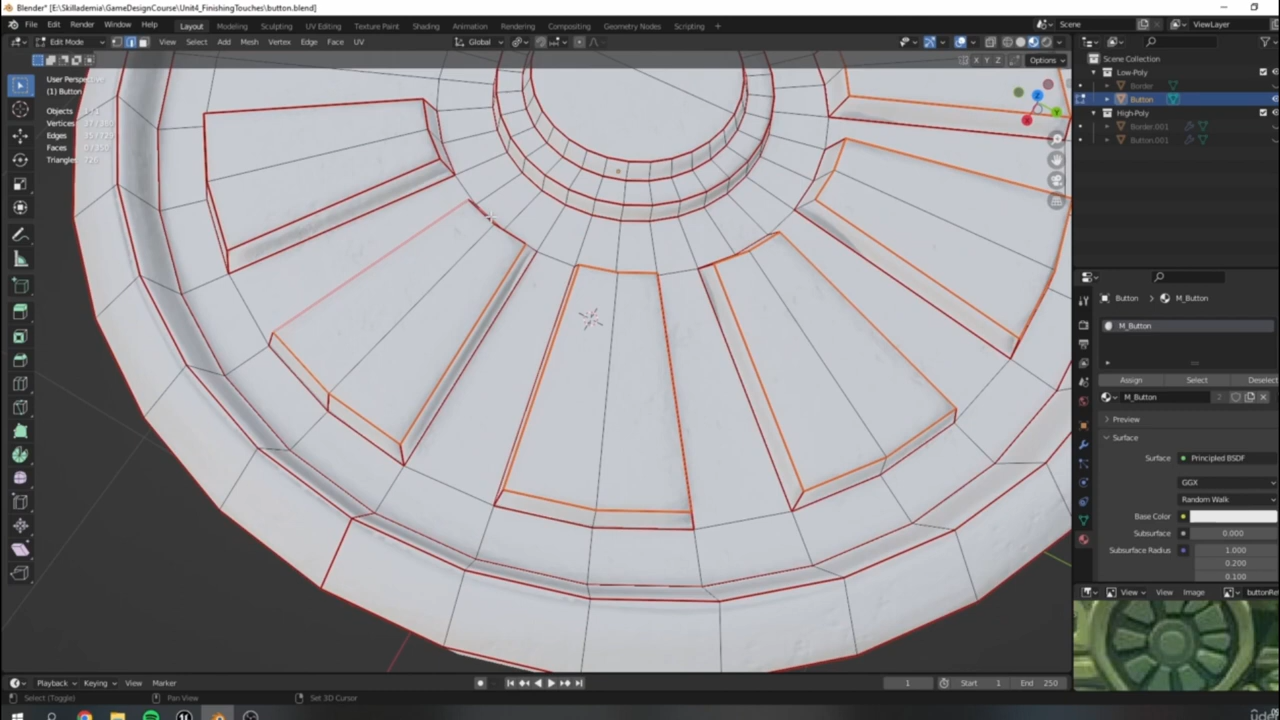 Blender* [E:\Skillademia\GameDesignCourse\Unit4_FinishingTouches\button.blend]
File Edit Render Window Help Layout Modeling Sculpting UV Editing Texture Paint Shading Animation Rendering Compositing Geometry Nodes Scripting + Scene ViewLayer
Edit Mode View Select Add Mesh Vertex Edge Face UV Global
X Y Z Options
User Perspective
(1) Button
Objects
Vertices
Edges
Faces
Triangles
Scene Collection
Low-Poly
Border
Button
High-Poly
Border.001
Button.001
Button > M_Button
M_Button
Assign Select Deselect
M_Button 2
Preview
Surface
Surface Principled BSDF
GGX
Random Walk
Base Color
Subsurface 0.000
Subsurface Radius 1.000
0.200
0.100
View View Image buttonRe
Playback Keying View Marker 1 Start 1 End 250
Select (Toggle) Pan View Set 3D Cursor